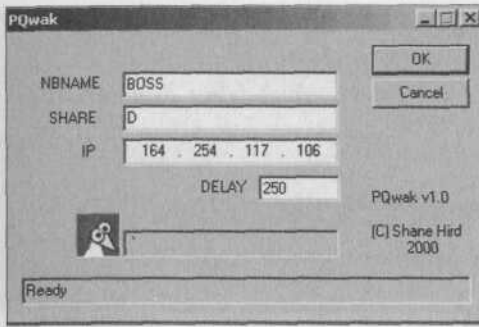 PQwak
OK
NBNAME BOSS
Cancel
SHARE D
IP 164 . 254 . 117 . 106
DELAY 250
PQwak v1.0
(C) Shane Hird
2000
Ready